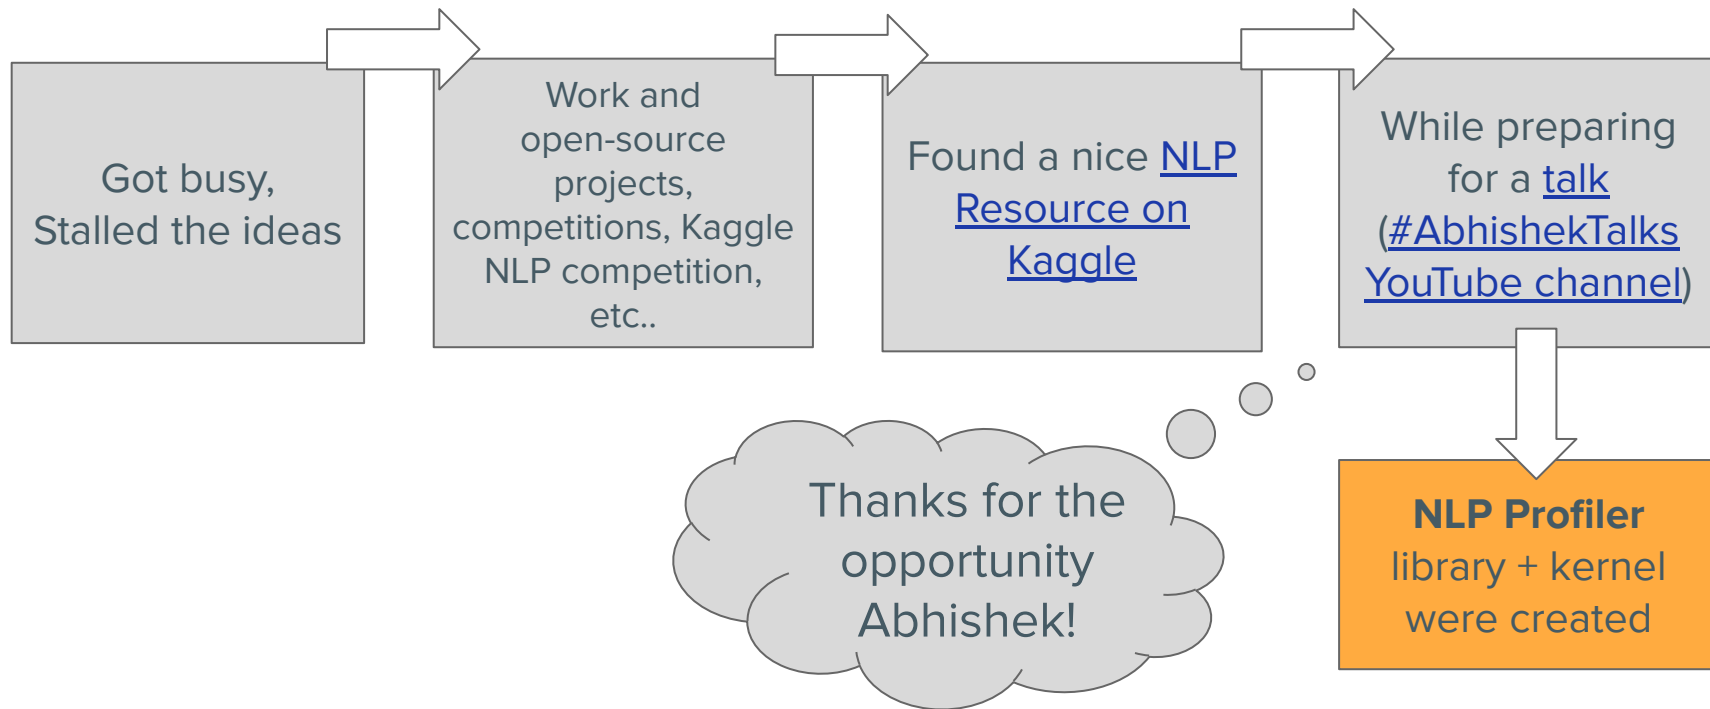 Got busy,
Stalled the ideas
Work and
open-source
projects,
competitions, Kaggle
NLP competition,
etc..
Found a nice NLP
Resource on
Kaggle
While preparing
for a talk
(#AbhishekTalks
YouTube channel)
Thanks for the
opportunity
Abhishek!
NLP Profiler
library + kernel
were created